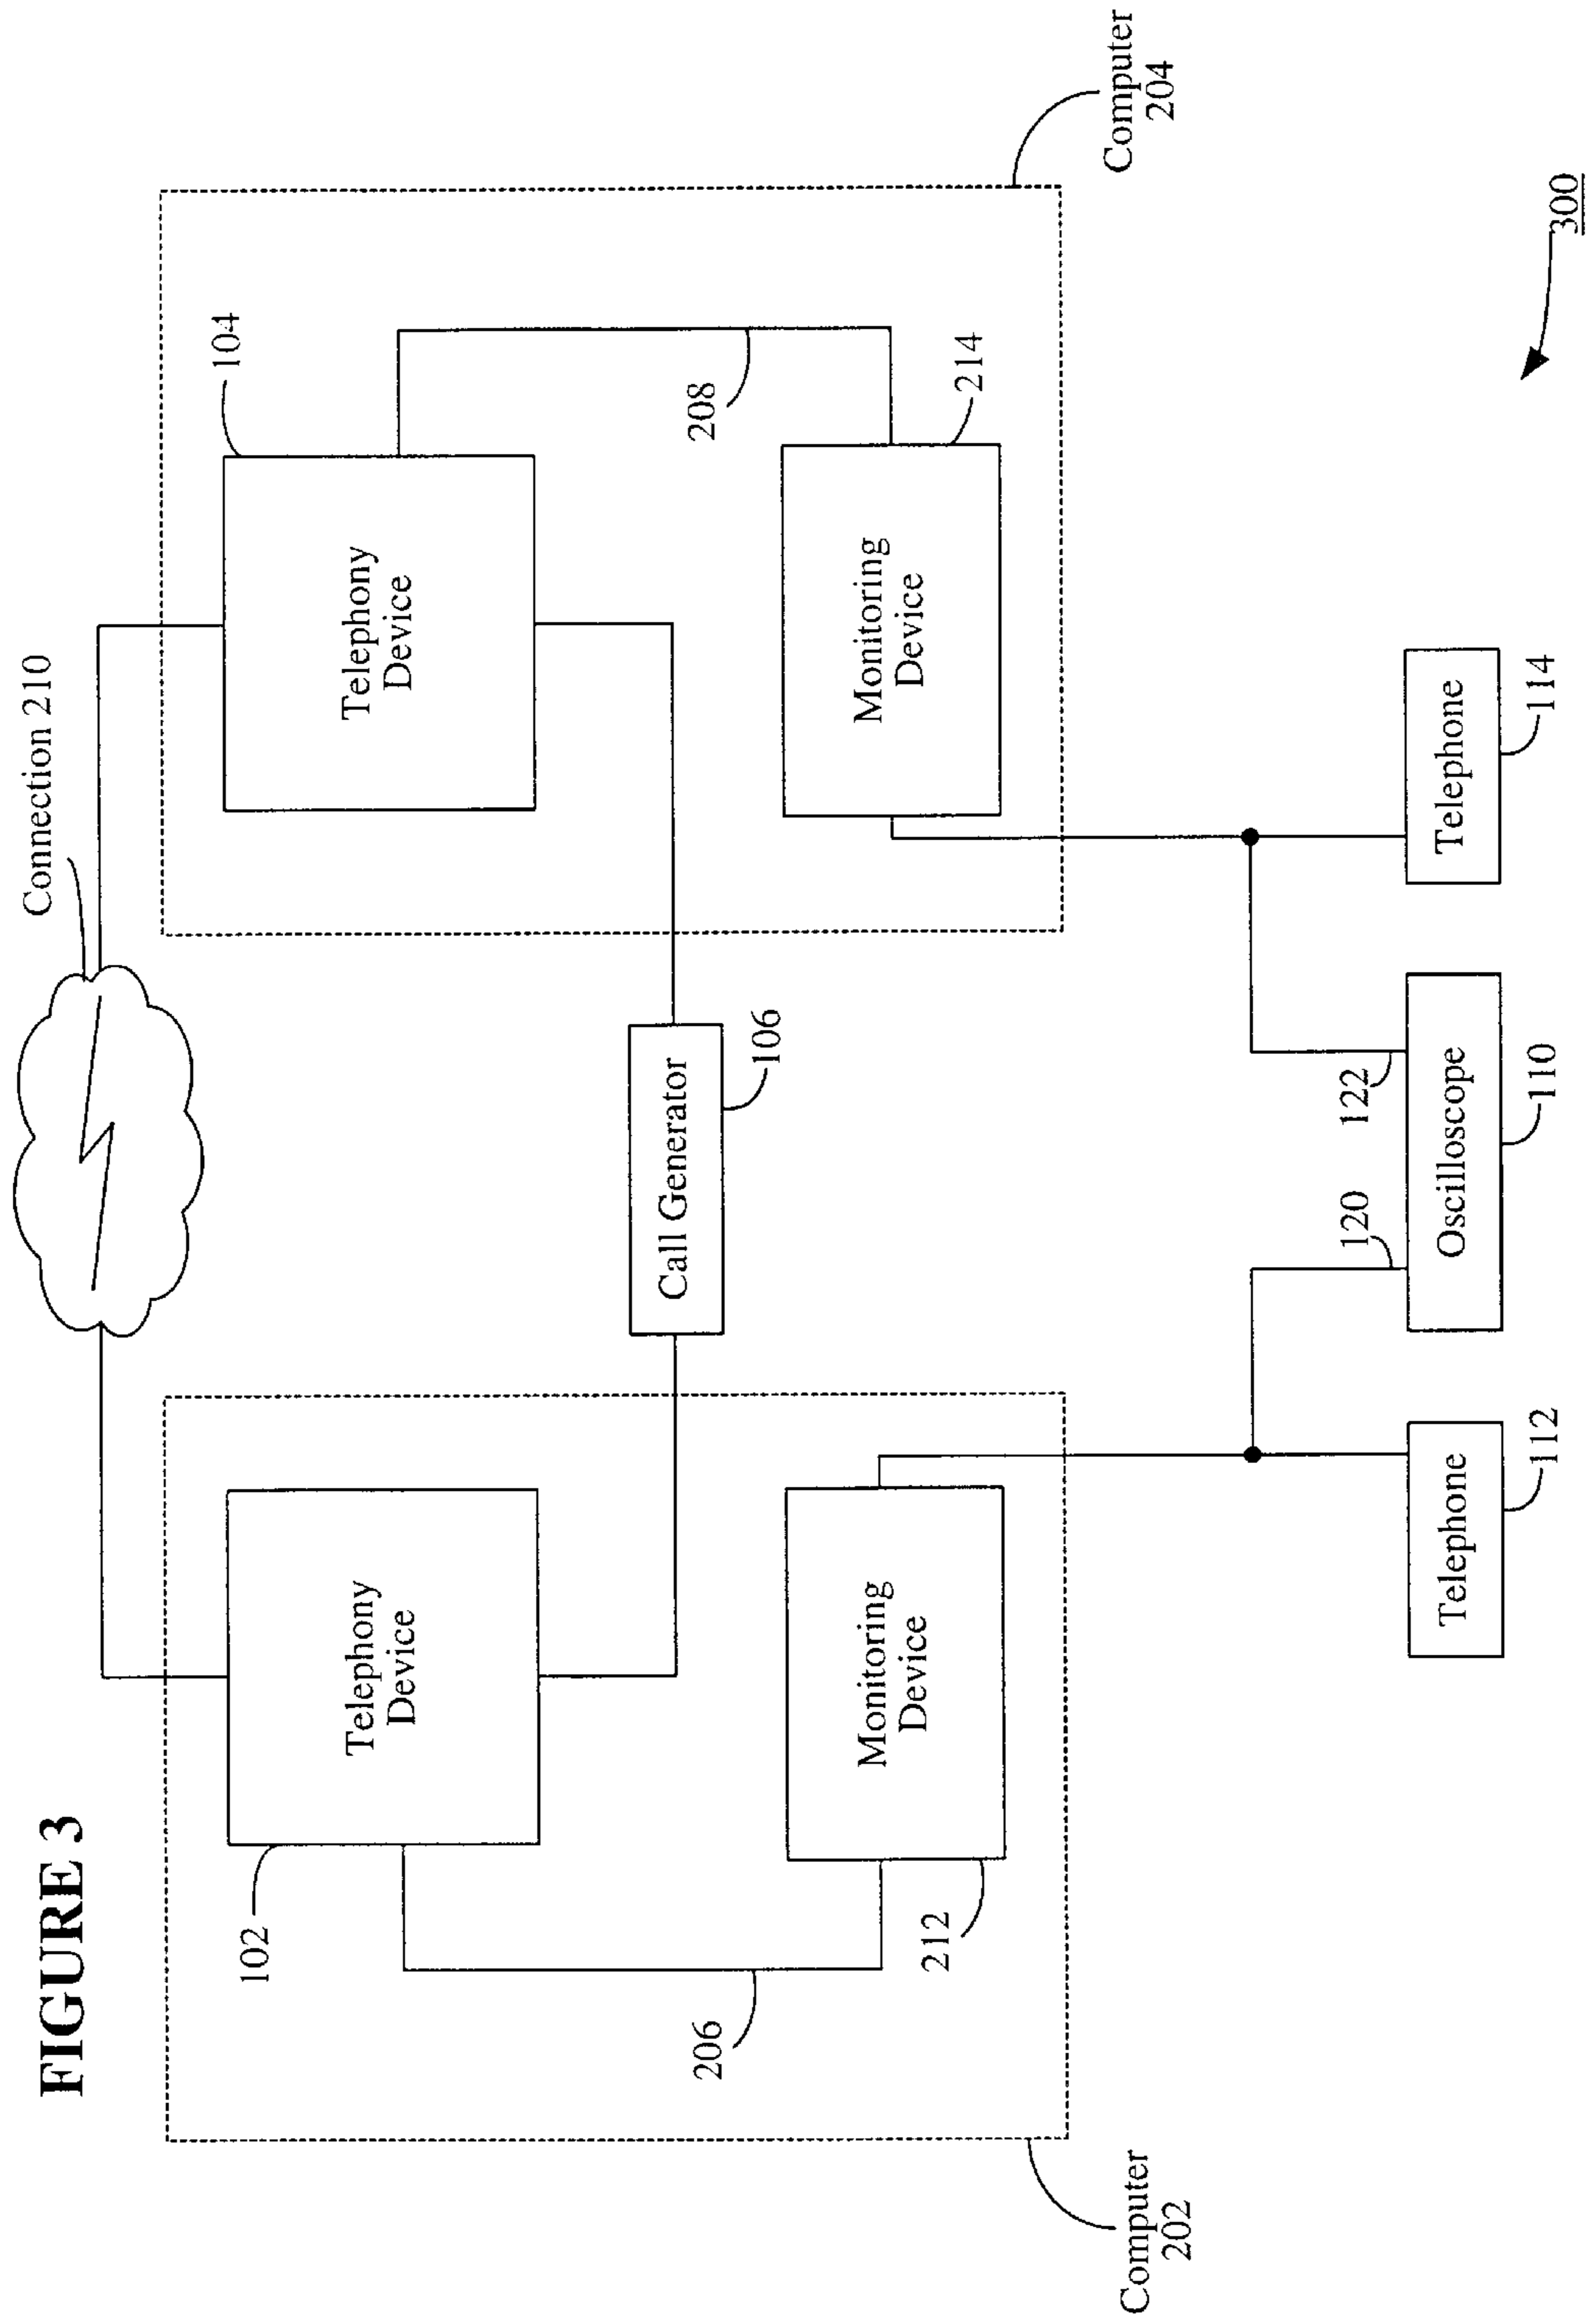 FIGURE 3
Connection 210
102
104
Telephony
Device
Telephony
Device
206
Call Generator
106
208
Monitoring
Device
212
Monitoring
Device
214
Computer
202
Computer
204
120
122
Telephone
112
Oscilloscope
110
Telephone
114
300